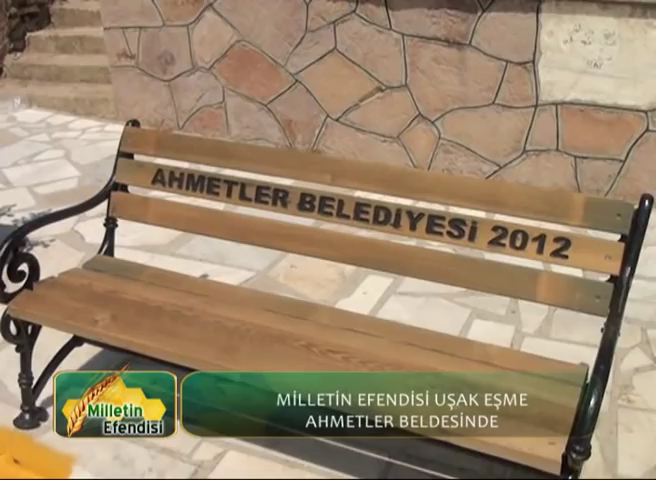 AHMETLER BELEDİYESİ 2012
Milletin
Efendisi
MİLLETİN EFENDİSİ UŞAK EŞME
AHMETLER BELDESİNDE